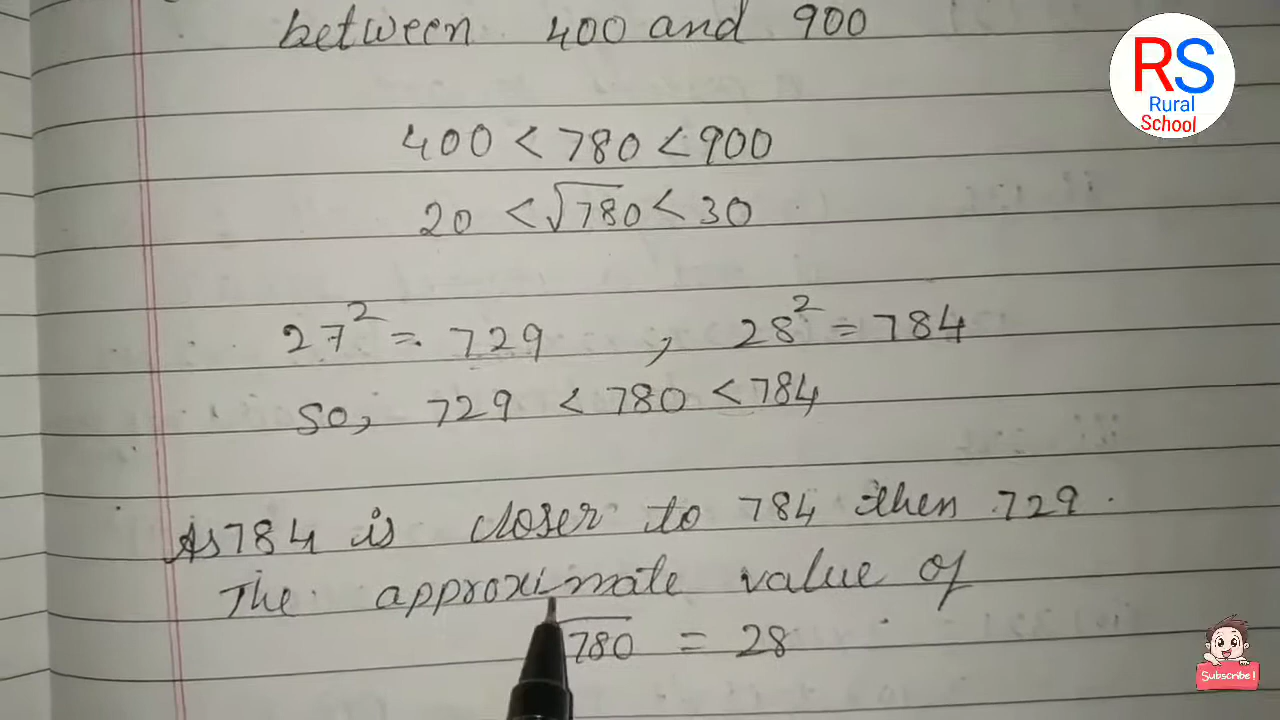 between 400 and 900
400 < 780 < 900
20 < √780 < 30
27² = 729 , 28² = 784
so, 729 < 780 < 784
As 784 is closer to 784 then 729.
The approximate value of
√780 = 28
RS
Rural
School
Subscribe!